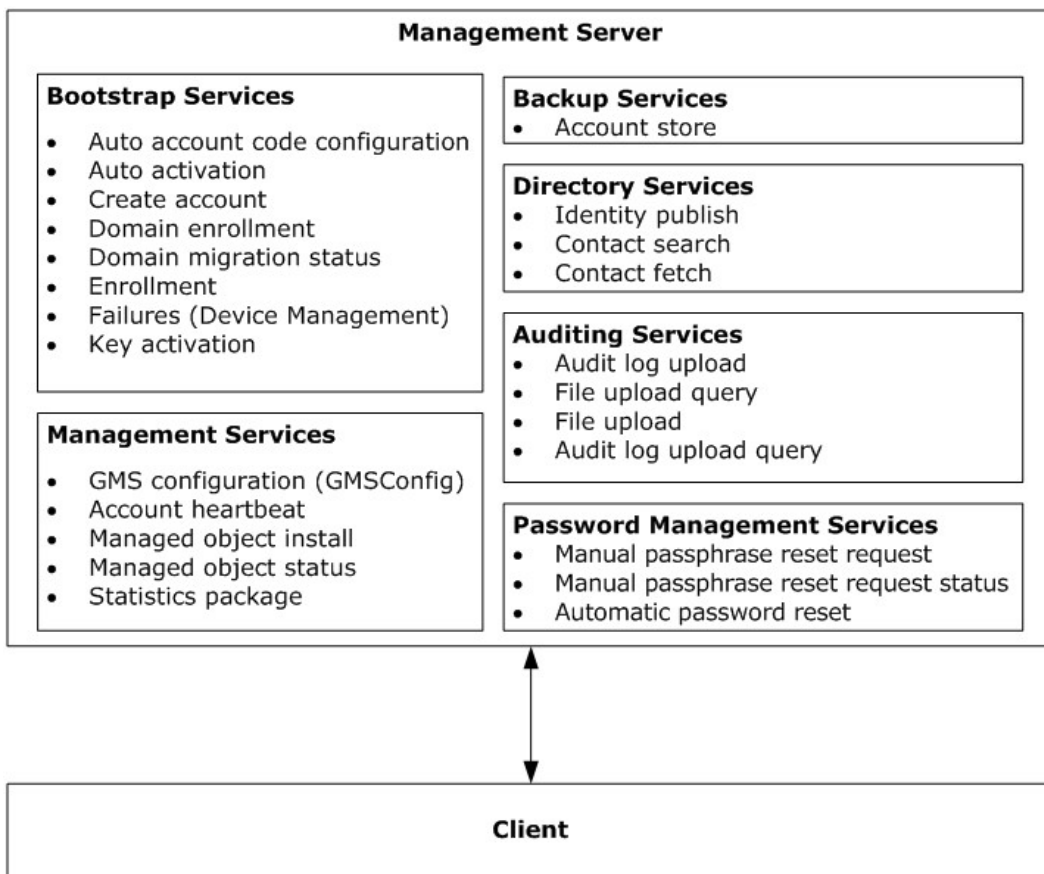 Management Server
Bootstrap Services
• Auto account code configuration
• Auto activation
• Create account
• Domain enrollment
• Domain migration status
• Enrollment
• Failures (Device Management)
• Key activation
Management Services
• GMS configuration (GMSConfig)
• Account heartbeat
• Managed object install
• Managed object status
• Statistics package
Backup Services
• Account store
Directory Services
• Identity publish
• Contact search
• Contact fetch
Auditing Services
• Audit log upload
• File upload query
• File upload
• Audit log upload query
Password Management Services
• Manual passphrase reset request
• Manual passphrase reset request status
• Automatic password reset
Client